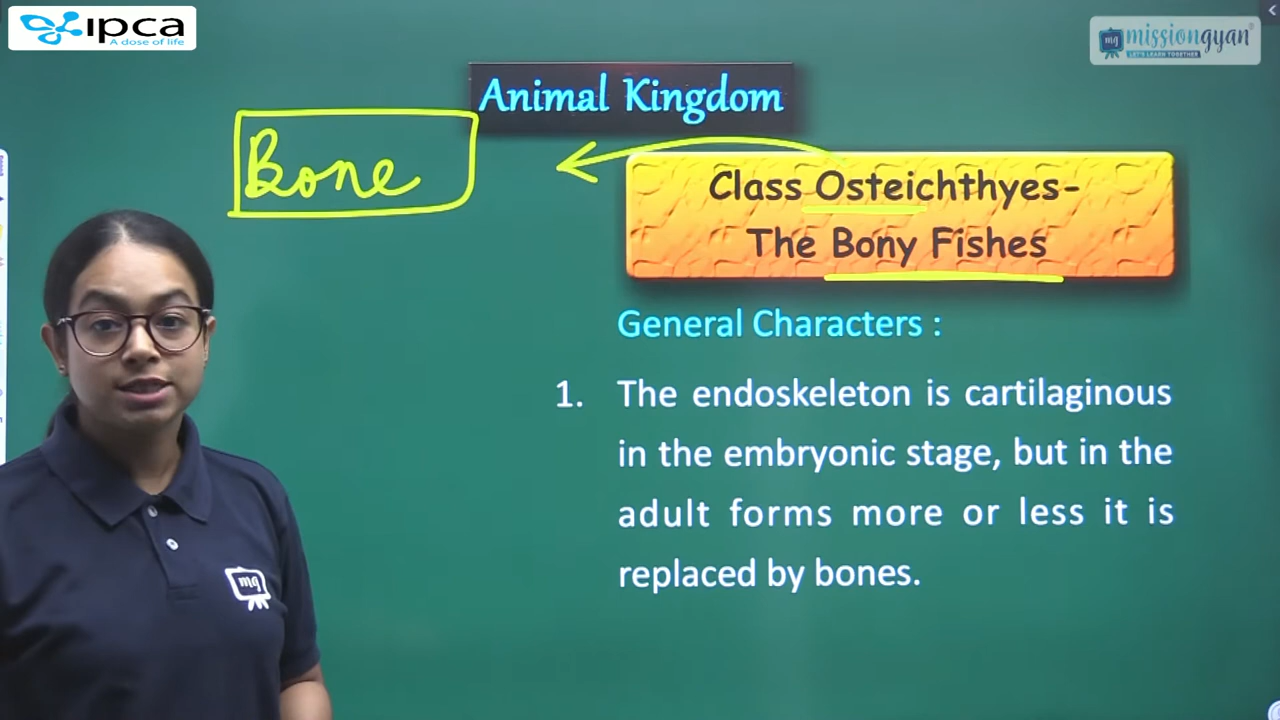 ipca
A dose of life
mg
missiongyan
LET'S LEARN TOGETHER
Animal Kingdom
Bone
Class Osteichthyes-
The Bony Fishes
General Characters :
1. The endoskeleton is cartilaginous
in the embryonic stage, but in the
adult forms more or less it is
replaced by bones.
mg